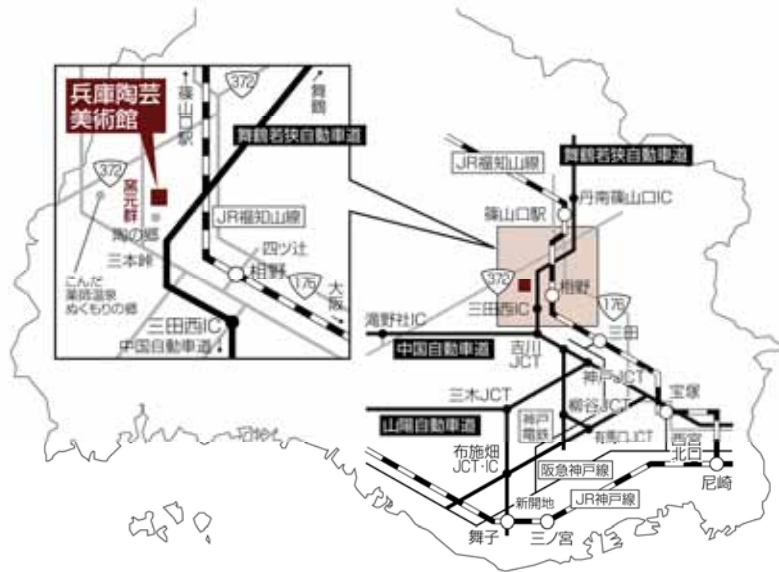 兵庫陶芸
美術館
372
篠山口駅
舞鶴
舞鶴若狭自動車道
372
窯元群
陶の郷
三本峠
こんだ
薬師温泉
ぬくもりの郷
JR福知山線
四ツ辻
相野
176
大阪
三田西IC
中国自動車道
JR福知山線
舞鶴若狭自動車道
丹南篠山口IC
篠山口駅
372
相野
176
三田西IC
三田
滝野社IC
中国自動車道
吉川
JCT
神戸JCT
三木JCT
柳谷JCT
宝塚
山陽自動車道
神戸
電鉄
有馬口JCT
西宮
北口
布施畑
JCT・IC
阪急神戸線
尼崎
新開地
JR神戸線
舞子
三ノ宮